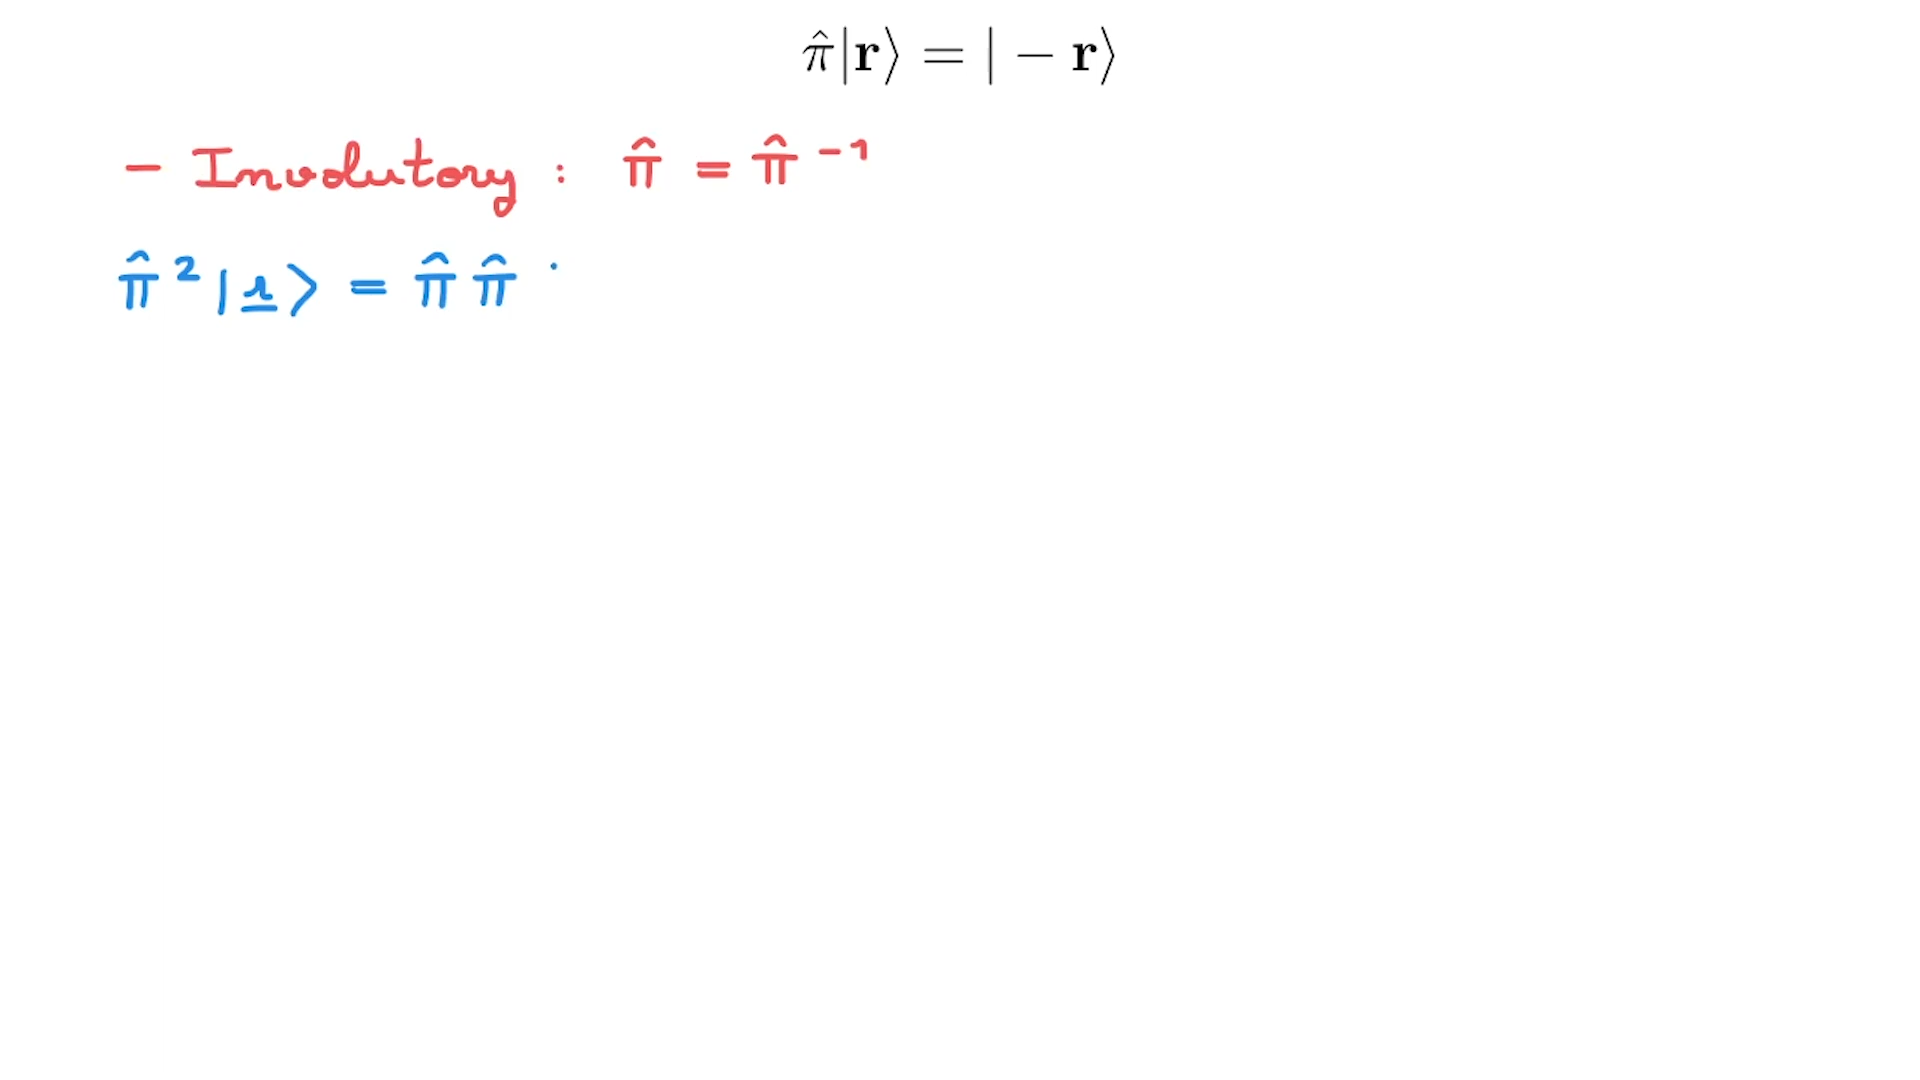 π̂|r⟩ = | − r⟩
- Involutory : π̂ = π̂⁻¹
π̂²|r⟩ = π̂ π̂